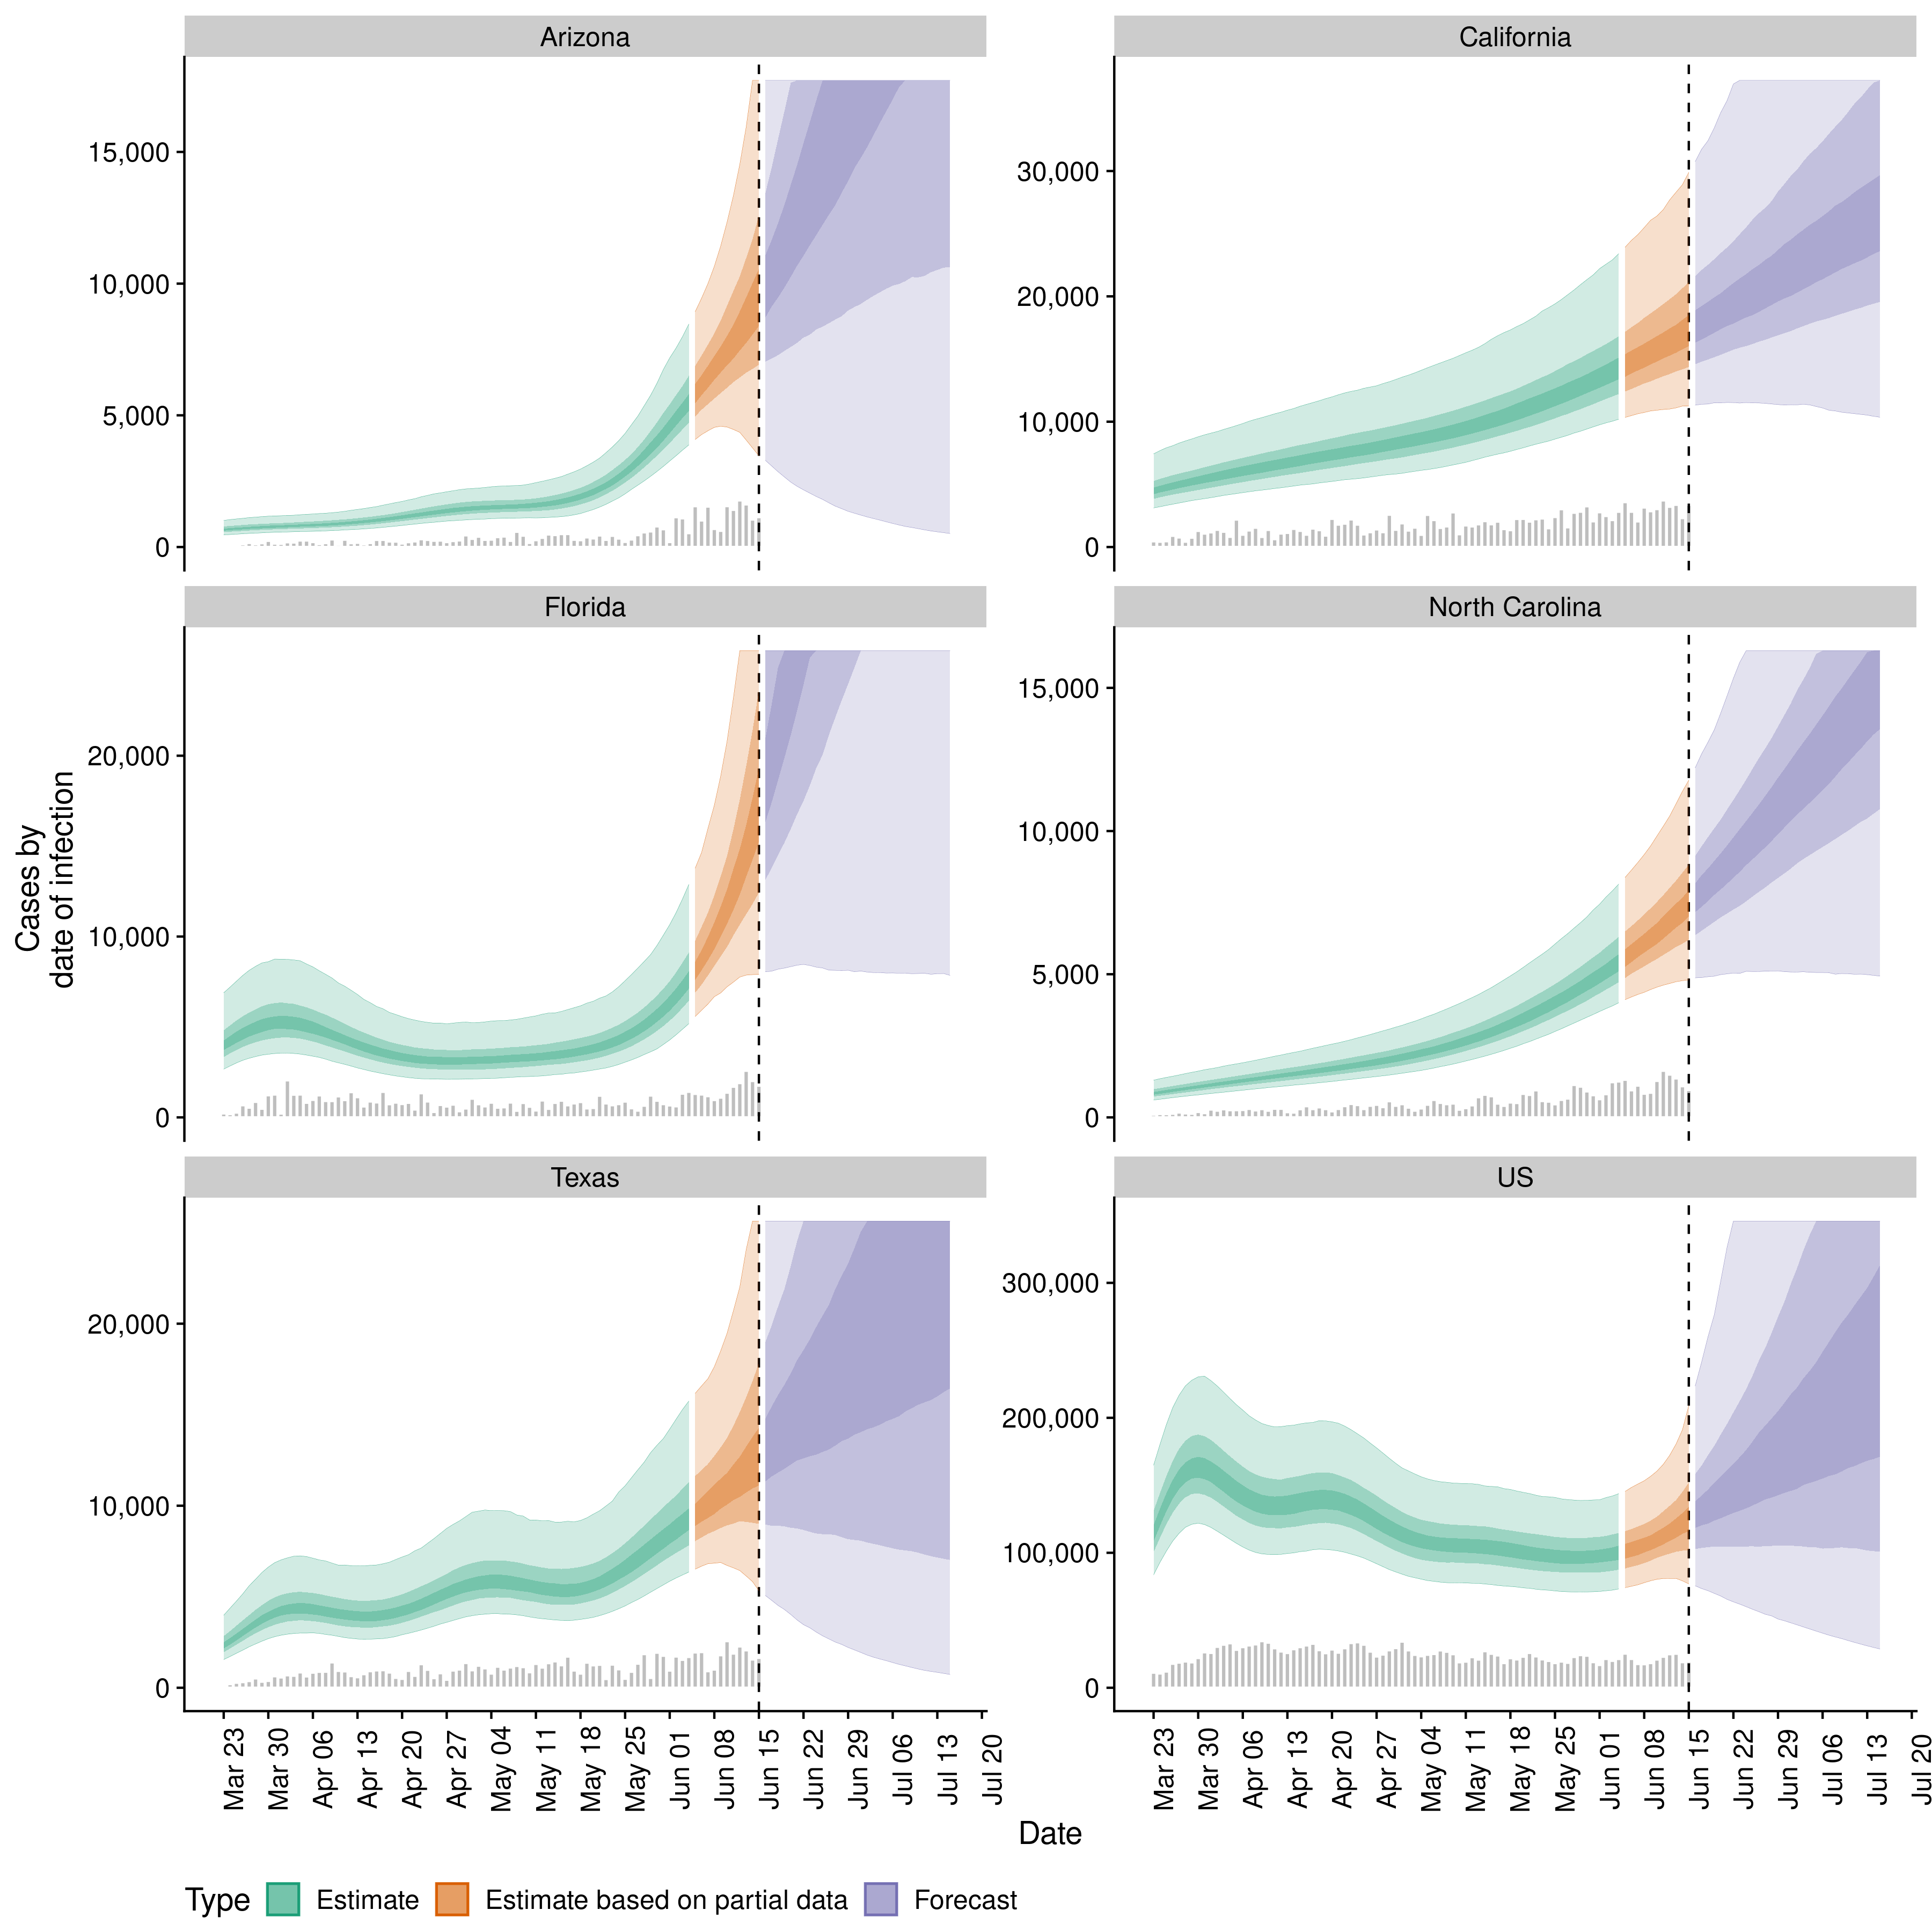 Arizona
California
15,000
10,000
5,000
0
30,000
20,000
10,000
0
Florida
North Carolina
20,000
10,000
0
15,000
10,000
5,000
0
Cases by
date of infection
Texas
US
20,000
10,000
0
300,000
200,000
100,000
0
Mar 23
Mar 30
Apr 06
Apr 13
Apr 20
Apr 27
May 04
May 11
May 18
May 25
Jun 01
Jun 08
Jun 15
Jun 22
Jun 29
Jul 06
Jul 13
Jul 20
Mar 23
Mar 30
Apr 06
Apr 13
Apr 20
Apr 27
May 04
May 11
May 18
May 25
Jun 01
Jun 08
Jun 15
Jun 22
Jun 29
Jul 06
Jul 13
Jul 20
Date
Type Estimate Estimate based on partial data Forecast